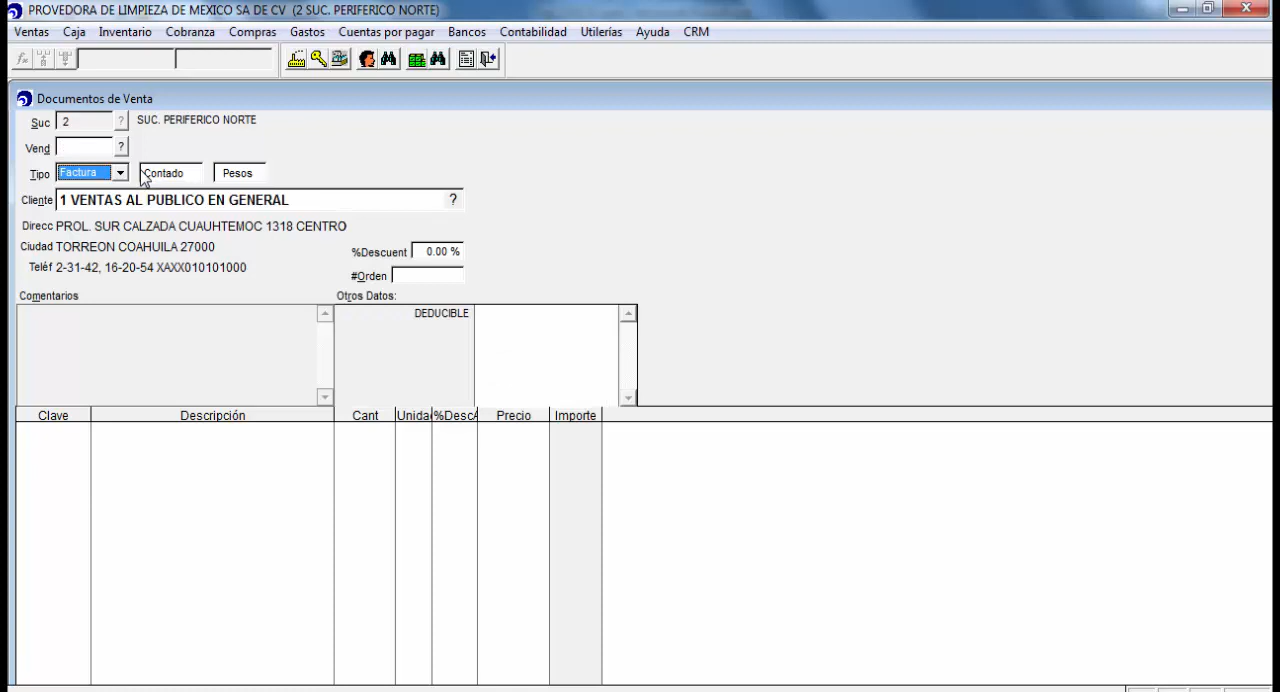 PROVEDORA DE LIMPIEZA DE MEXICO SA DE CV (2 SUC. PERIFERICO NORTE)
Ventas Caja Inventario Cobranza Compras Gastos Cuentas por pagar Bancos Contabilidad Utilerías Ayuda CRM
Documentos de Venta
Suc 2 ? SUC. PERIFERICO NORTE
Vend ?
Tipo Factura Contado Pesos
Cliente 1 VENTAS AL PUBLICO EN GENERAL ?
Direcc PROL. SUR CALZADA CUAUHTEMOC 1318 CENTRO
Ciudad TORREON COAHUILA 27000
%Descuent 0.00 %
Teléf 2-31-42, 16-20-54 XAXX010101000
#Orden
Comentarios Otros Datos:
DEDUCIBLE
Clave Descripción Cant Unidad %DescA Precio Importe